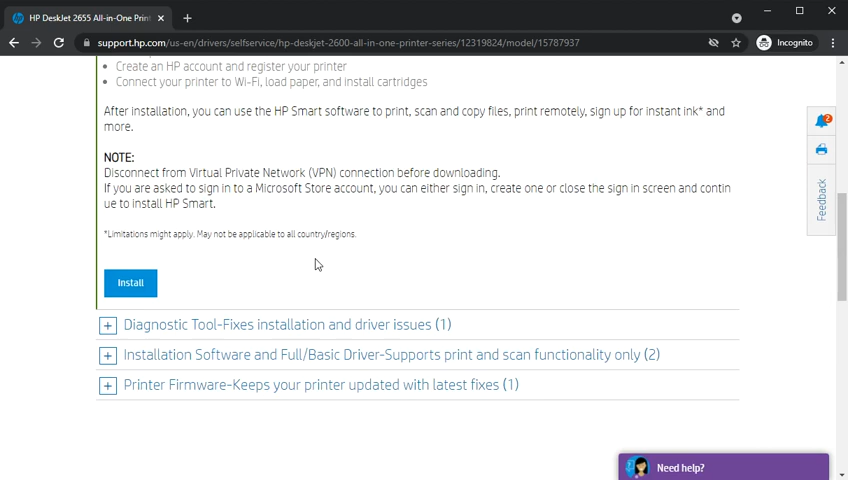 HP DeskJet 2655 All-in-One Print
support.hp.com/us-en/drivers/selfservice/hp-deskjet-2600-all-in-one-printer-series/12319824/model/15787937
Incognito
Create an HP account and register your printer
Connect your printer to Wi-Fi, load paper, and install cartridges
After installation, you can use the HP Smart software to print, scan and copy files, print remotely, sign up for instant ink* and
more.
2
NOTE:
Disconnect from Virtual Private Network (VPN) connection before downloading.
If you are asked to sign in to a Microsoft Store account, you can either sign in, create one or close the sign in screen and contin
ue to install HP Smart.
Feedback
*Limitations might apply. May not be applicable to all country/regions.
Install
Diagnostic Tool-Fixes installation and driver issues (1)
Installation Software and Full/Basic Driver-Supports print and scan functionality only (2)
Printer Firmware-Keeps your printer updated with latest fixes (1)
Need help?